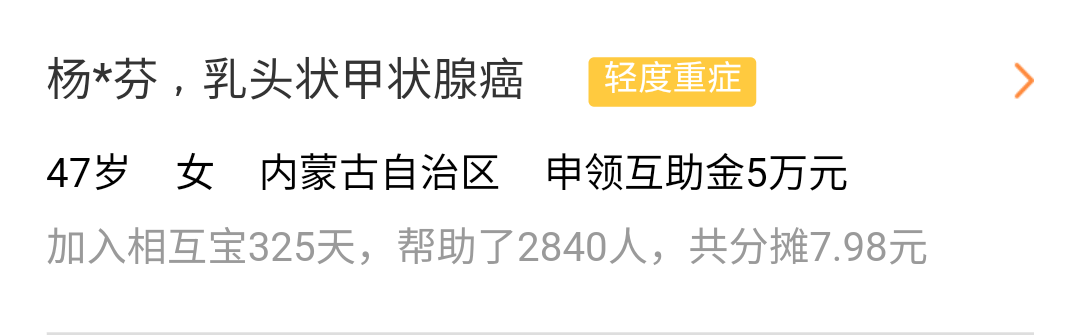 杨*芬，乳头状甲状腺癌 轻度重症
47岁 女 内蒙古自治区 申领互助金5万元
加入相互宝325天，帮助了2840人，共分摊7.98元